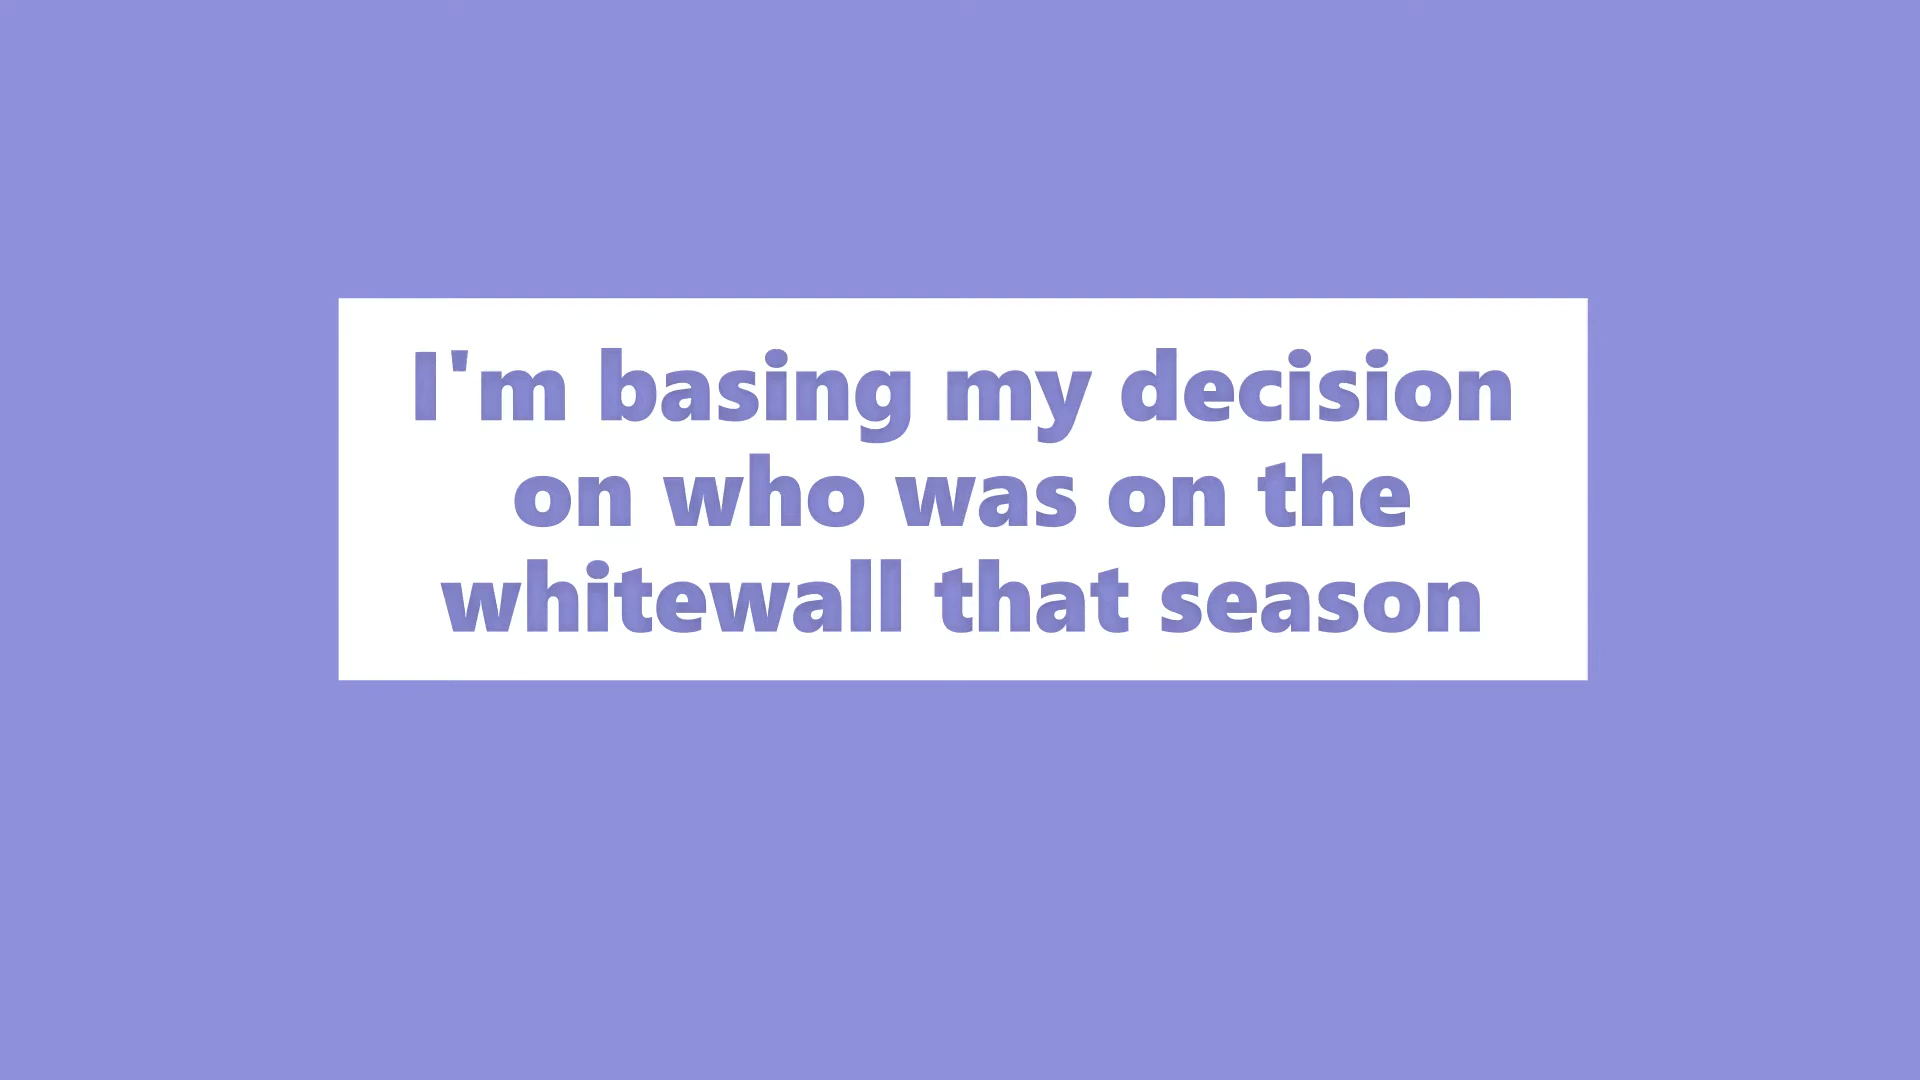 I'm basing my decision
on who was on the
whitewall that season